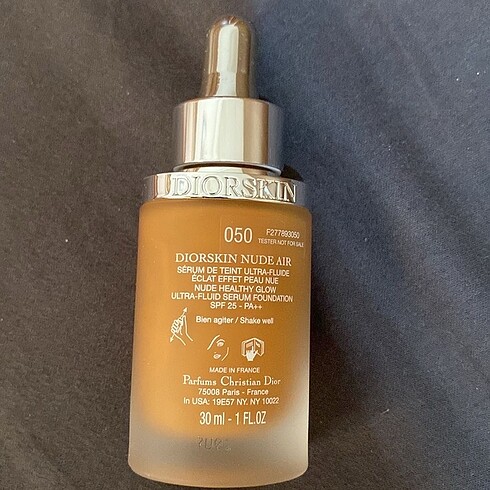 DIORSKIN
050
F277893050
TESTER NOT FOR SALE
DIORSKIN NUDE AIR
SÉRUM DE TEINT ULTRA-FLUIDE
ÉCLAT EFFET PEAU NUE
NUDE HEALTHY GLOW
ULTRA-FLUID SERUM FOUNDATION
SPF 25 - PA++
Bien agiter / Shake well
MADE IN FRANCE
Parfums Christian Dior
75008 Paris - France
In USA: 19E57 NY. NY 10022
30 ml - 1 FL.OZ